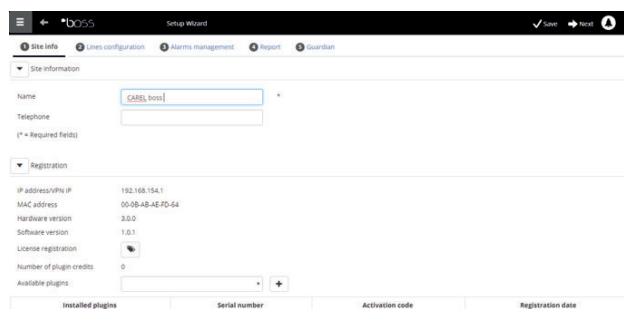 boss Setup Wizard Save Next
1 Site info 2 Lines configuration 3 Alarms management 4 Report 5 Guardian
Site information
Name CAREL boss *
Telephone
(* = Required fields)
Registration
IP address/VPN IP 192.168.154.1
MAC address 00-0B-AB-AE-FD-64
Hardware version 3.0.0
Software version 1.0.1
License registration
Number of plugin credits 0
Available plugins
Installed plugins Serial number Activation code Registration date